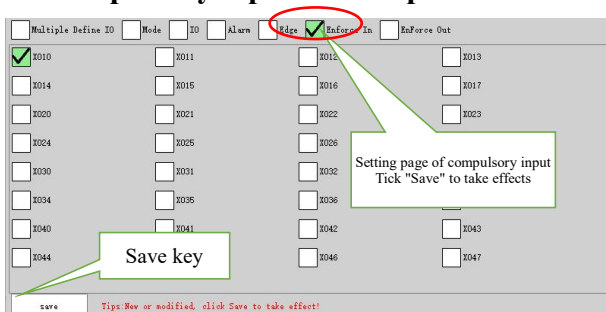 Multiple Define IO Mode IO Alarm Edge Enforce In EnForce Out
X010 X011 X012 X013
X014 X015 X016 X017
X020 X021 X022 X023
X024 X025 X026
Setting page of compulsory input
Tick "Save" to take effects
X030 X031 X032
X034 X035 X036
X040 X041 X042 X043
Save key
X044 X046 X047
save Tips:New or modified, click Save to take effect!